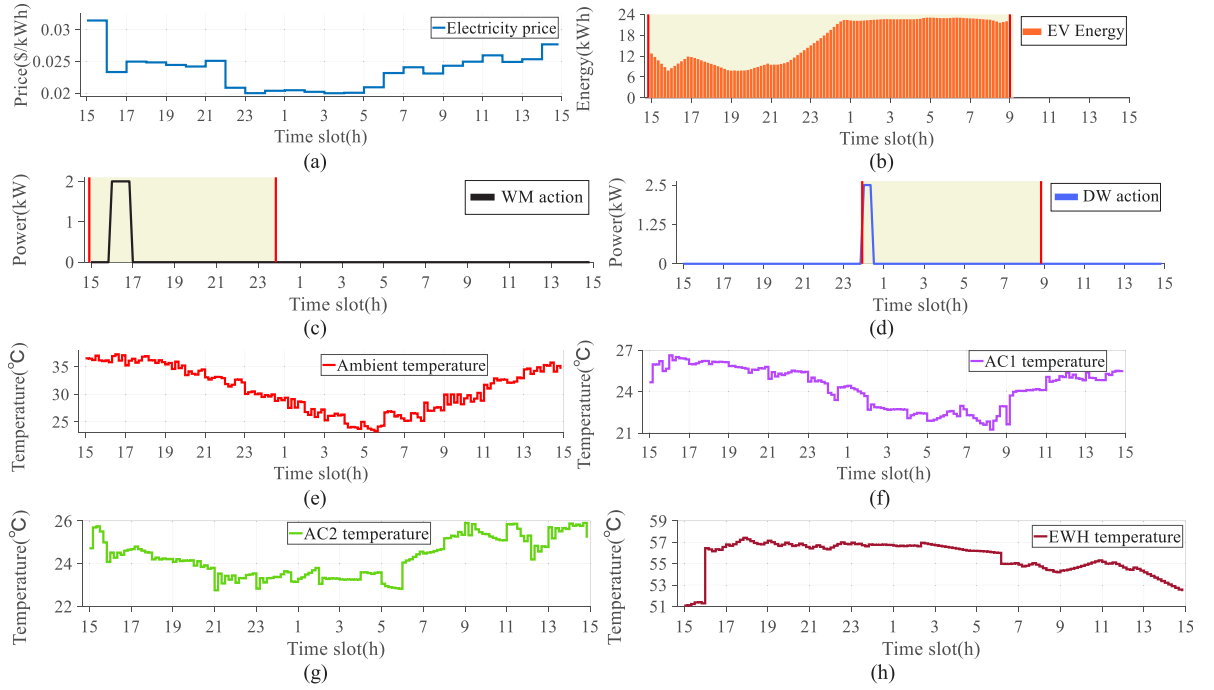 Price($/kWh)
0.03
0.025
0.02
Electricity price
15 17 19 21 23 1 3 5 7 9 11 13 15
Time slot(h)
(a)
Energy(kWh)
24
18
12
6
0
EV Energy
15 17 19 21 23 1 3 5 7 9 11 13 15
Time slot(h)
(b)
Power(kW)
2
1
0
WM action
15 17 19 21 23 1 3 5 7 9 11 13 15
Time slot(h)
(c)
Power(kW)
2.5
1.25
0
DW action
15 17 19 21 23 1 3 5 7 9 11 13 15
Time slot(h)
(d)
Temperature(℃)
35
30
25
Ambient temperature
15 17 19 21 23 1 3 5 7 9 11 13 15
Time slot(h)
(e)
Temperature(℃)
27
24
21
AC1 temperature
15 17 19 21 23 1 3 5 7 9 11 13 15
Time slot(h)
(f)
Temperature(℃)
26
24
22
AC2 temperature
15 17 19 21 23 1 3 5 7 9 11 13 15
Time slot(h)
(g)
Temperature(℃)
59
57
55
53
51
EWH temperature
15 17 19 21 23 1 3 5 7 9 11 13 15
Time slot(h)
(h)